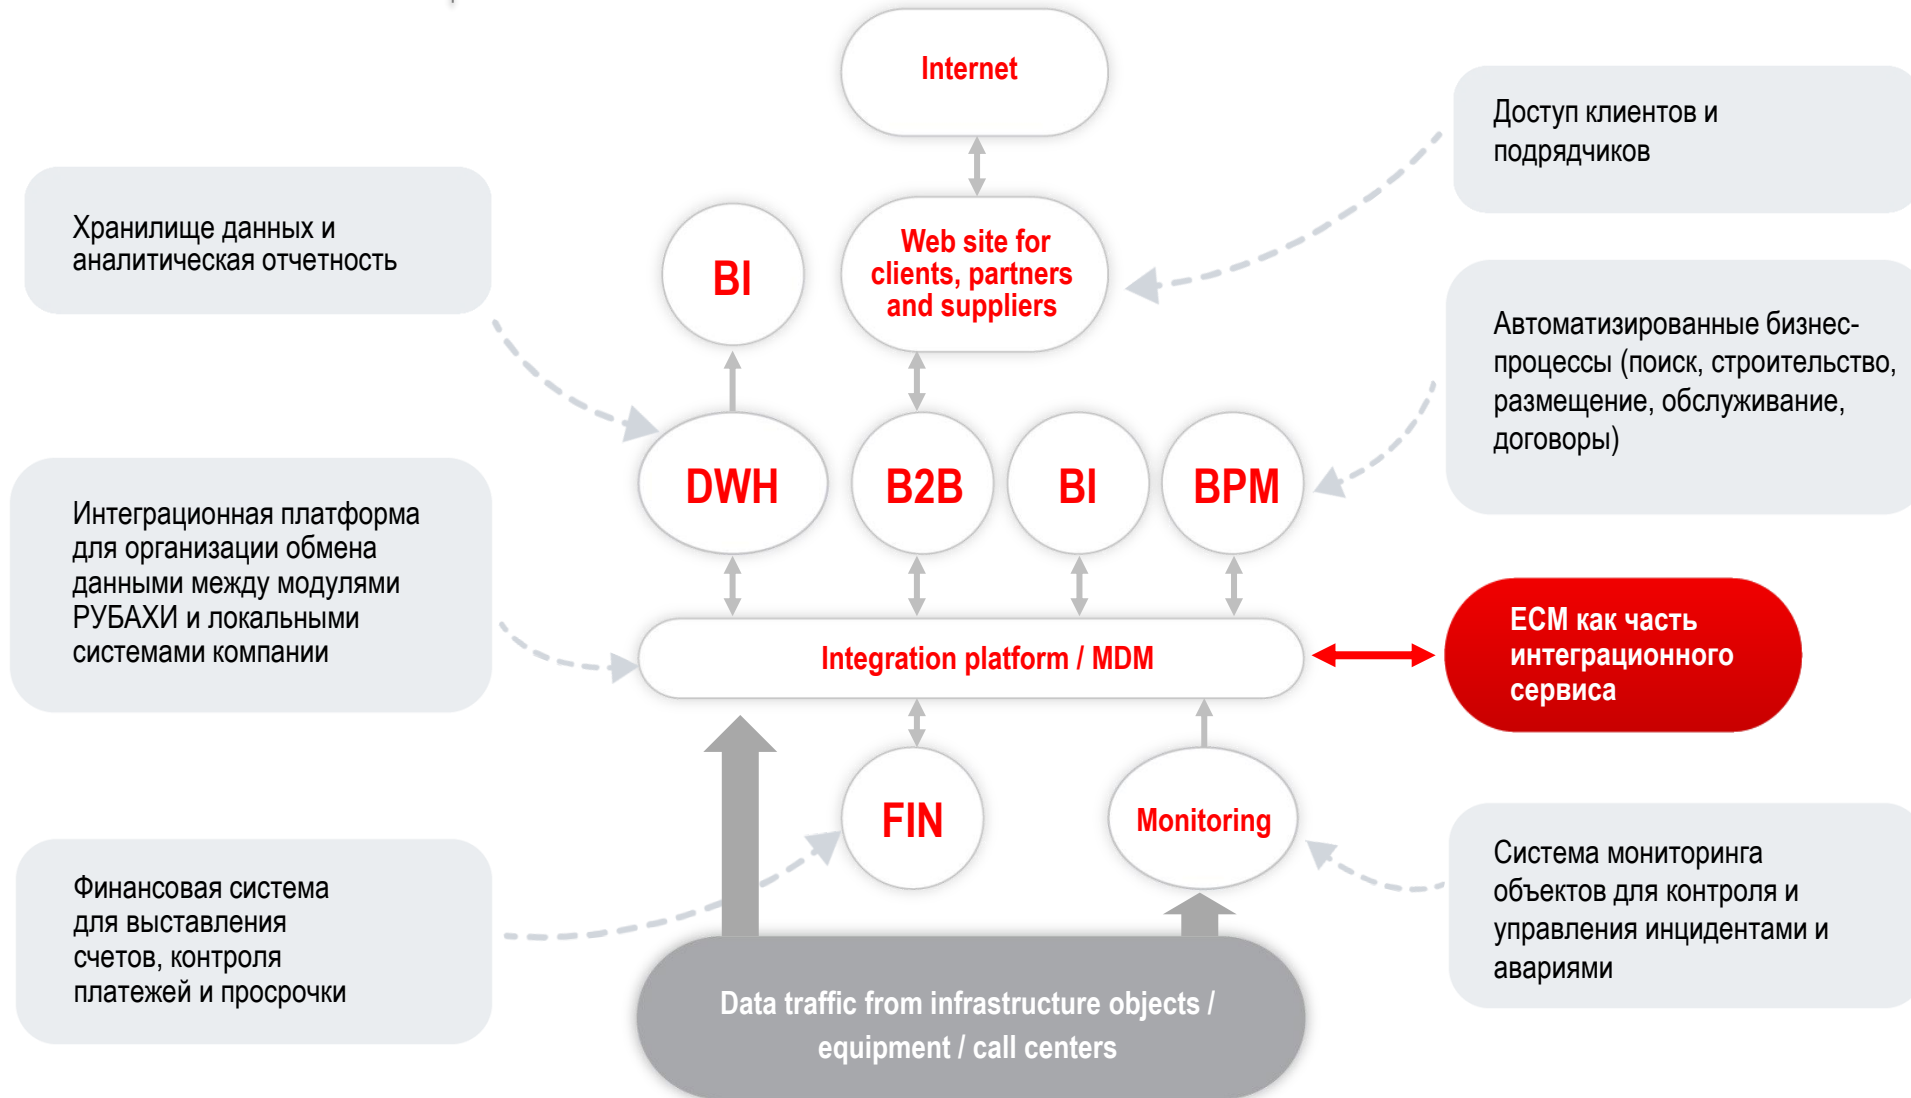 Internet
Доступ клиентов и
подрядчиков
Хранилище данных и
аналитическая отчетность
BI
Web site for
clients, partners
and suppliers
Автоматизированные бизнес-
процессы (поиск, строительство,
размещение, обслуживание,
договоры)
DWH
B2B
BI
BPM
Интеграционная платформа
для организации обмена
данными между модулями
РУБАХИ и локальными
системами компании
Integration platform / MDM
ECM как часть
интеграционного
сервиса
FIN
Monitoring
Финансовая система
для выставления
счетов, контроля
платежей и просрочки
Система мониторинга
объектов для контроля и
управления инцидентами и
авариями
Data traffic from infrastructure objects /
equipment / call centers